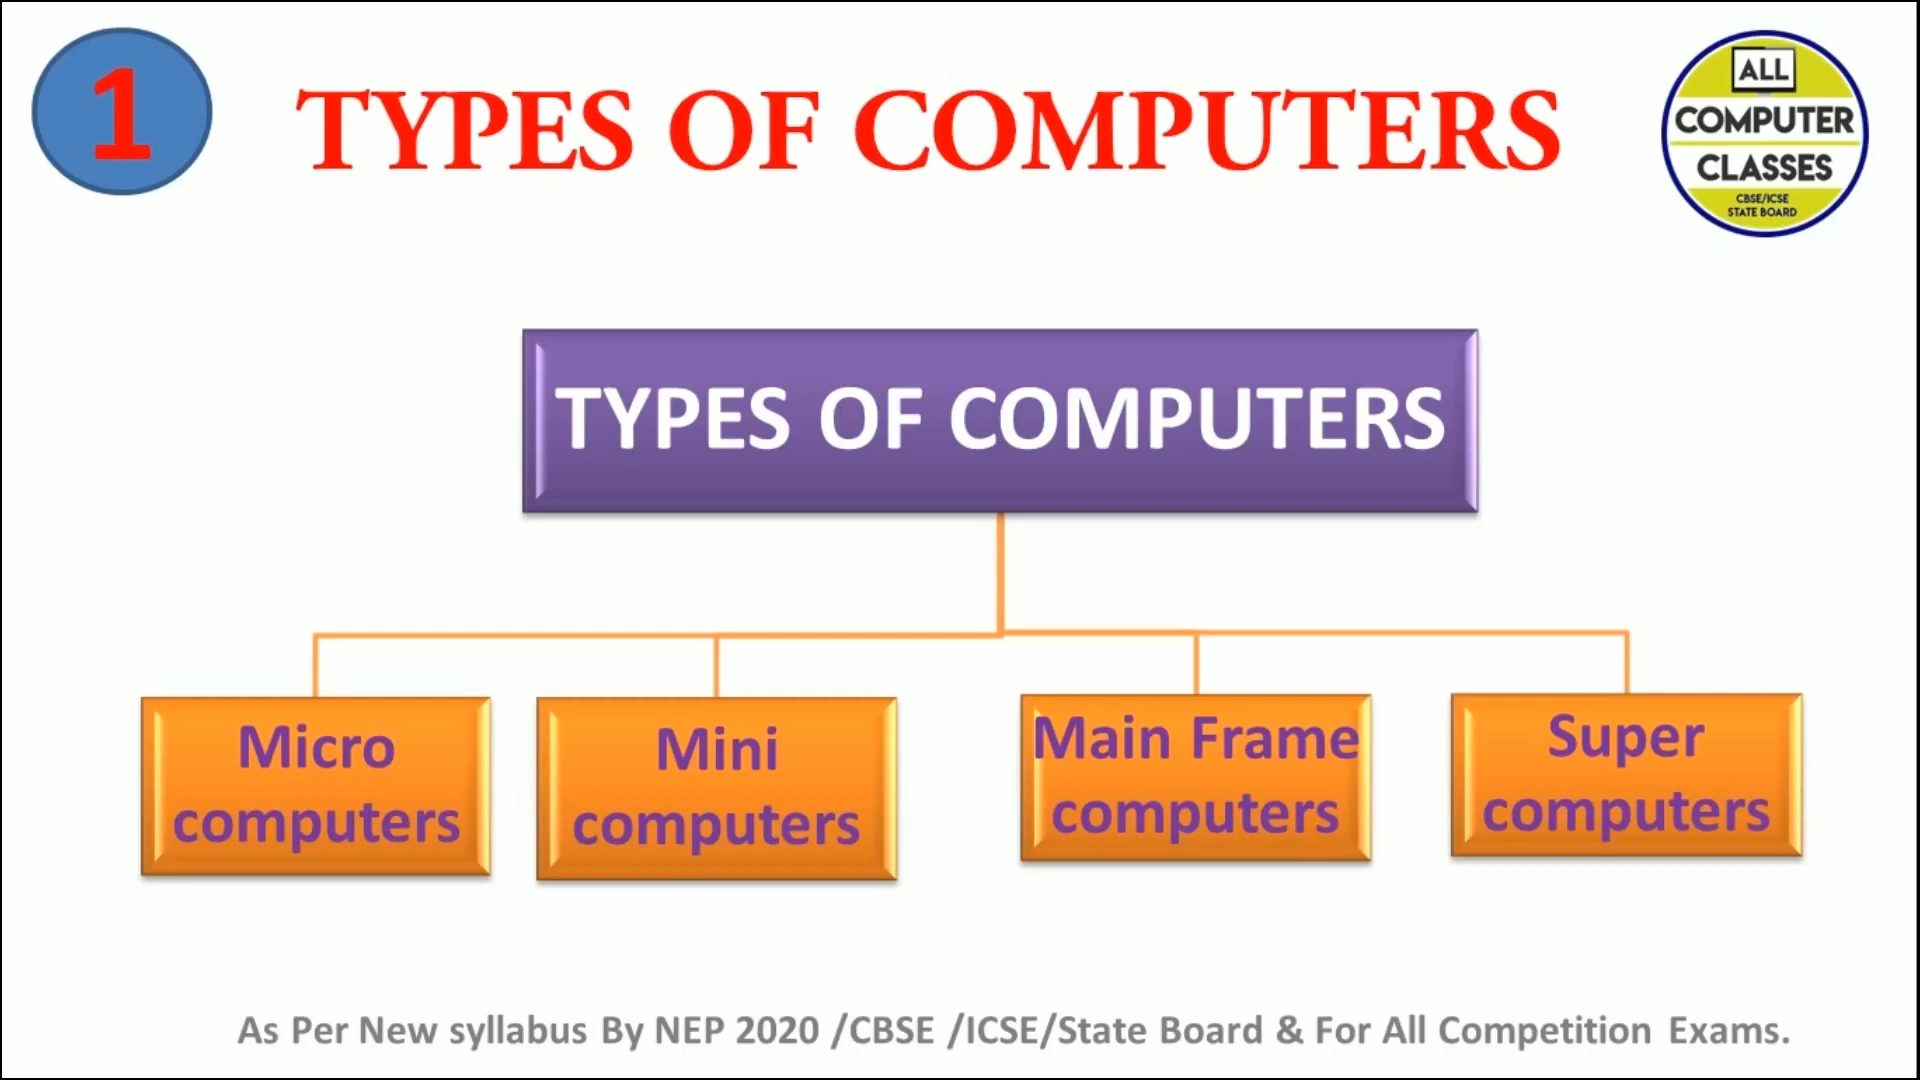 1
TYPES OF COMPUTERS
ALL
COMPUTER
CLASSES
CBSE/ICSE
STATE BOARD
TYPES OF COMPUTERS
Micro
computers
Mini
computers
Main Frame
computers
Super
computers
As Per New syllabus By NEP 2020 /CBSE /ICSE/State Board & For All Competition Exams.